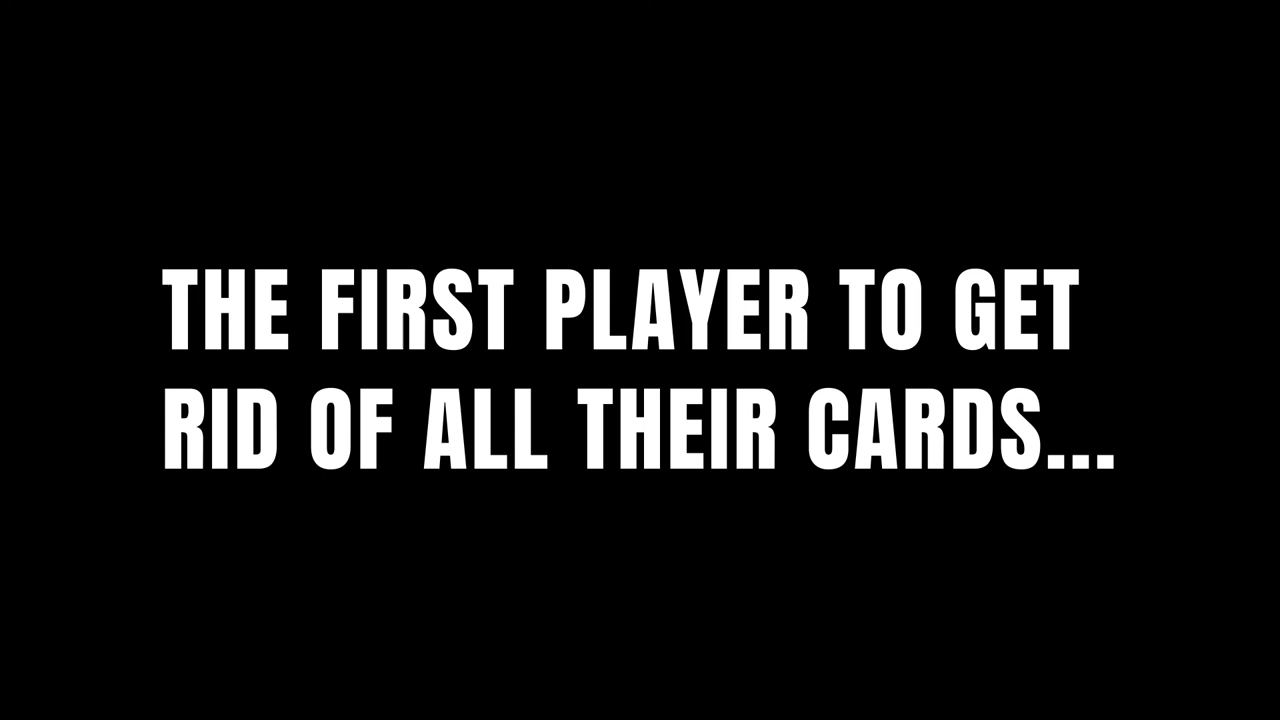 THE FIRST PLAYER TO GET
RID OF ALL THEIR CARDS...